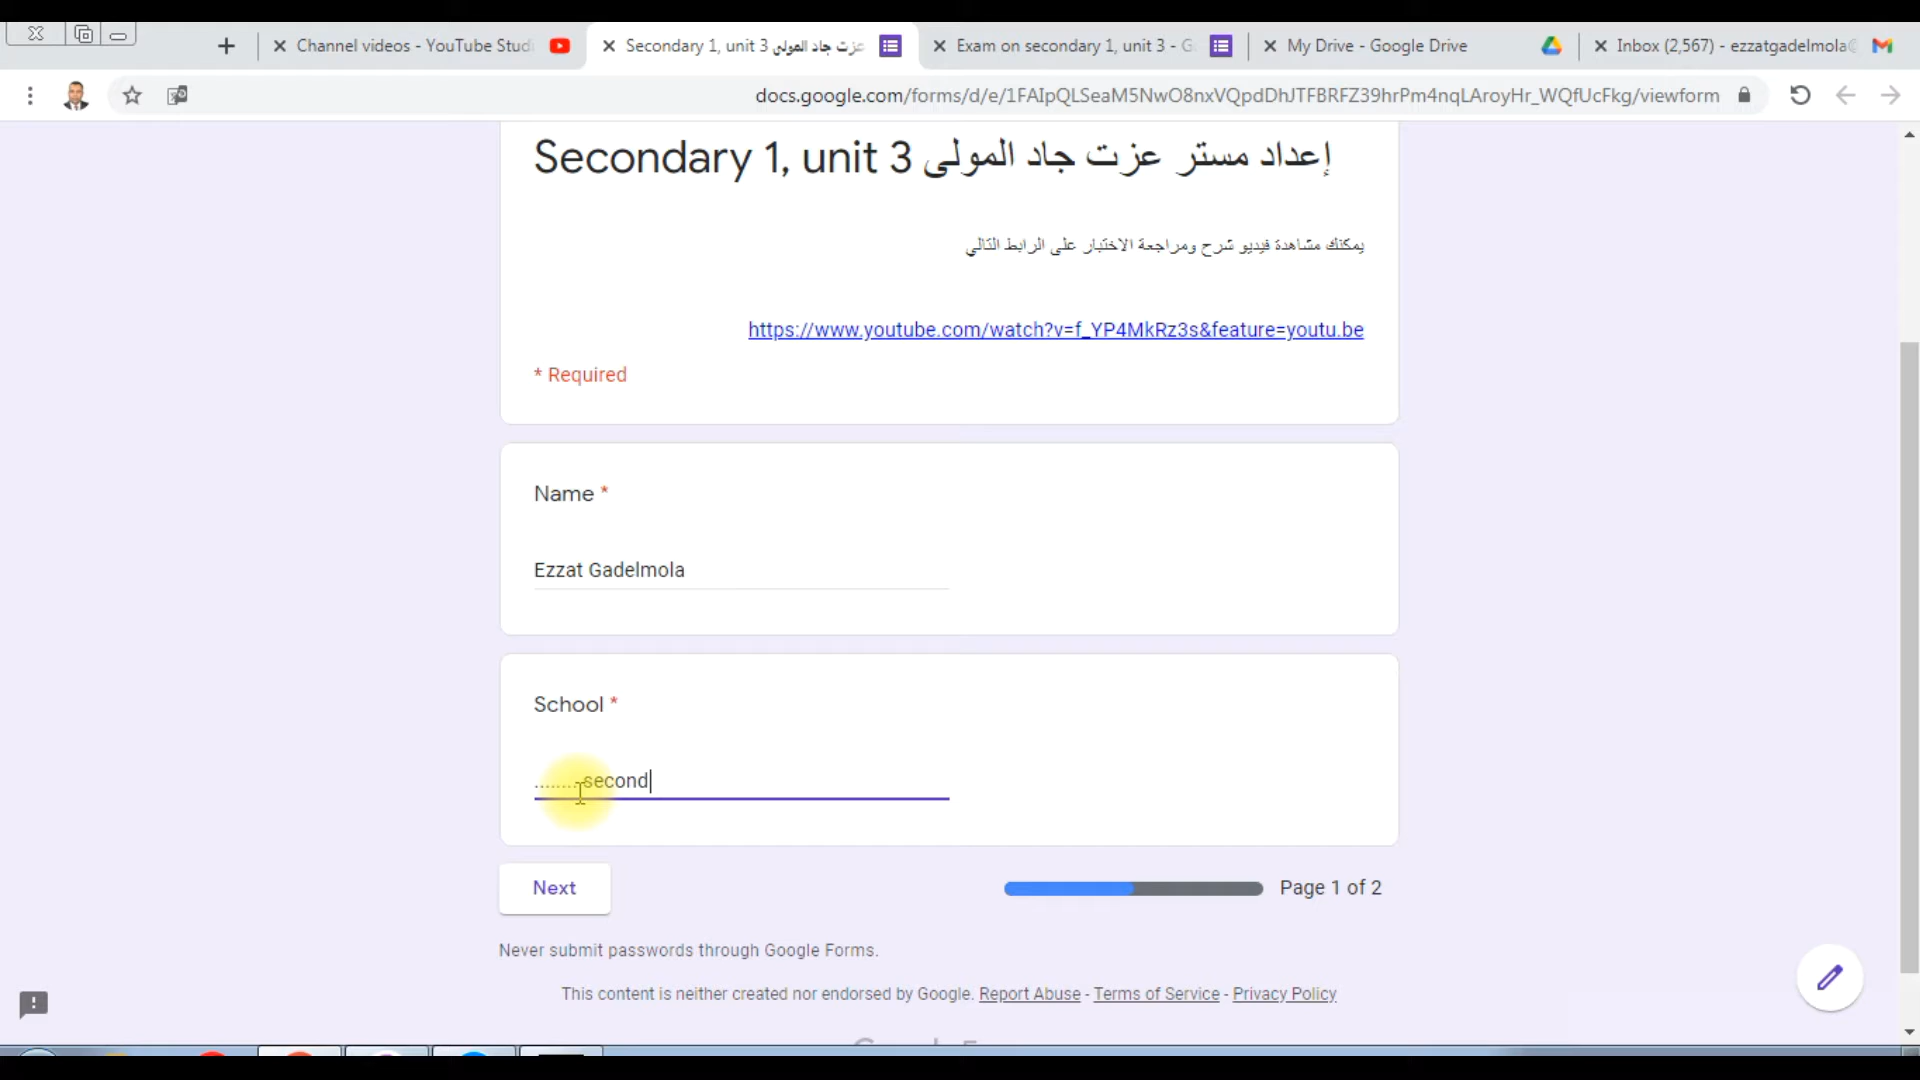 Channel videos - YouTube Studi
Secondary 1, unit 3 عزت جاد المولى
Exam on secondary 1, unit 3 - G
My Drive - Google Drive
Inbox (2,567) - ezzatgadelmola@
docs.google.com/forms/d/e/1FAIpQLSeaM5NwO8nxVQpdDhJTFBRFZ39hrPm4nqLAroyHr_WQfUcFkg/viewform
Secondary 1, unit 3 إعداد مستر عزت جاد المولى
يمكنك مشاهدة فيديو شرح ومراجعة الاختبار على الرابط التالي
https://www.youtube.com/watch?v=f_YP4MkRz3s&feature=youtu.be
* Required
Name *
Ezzat Gadelmola
School *
........second
Next
Page 1 of 2
Never submit passwords through Google Forms.
This content is neither created nor endorsed by Google. Report Abuse - Terms of Service - Privacy Policy